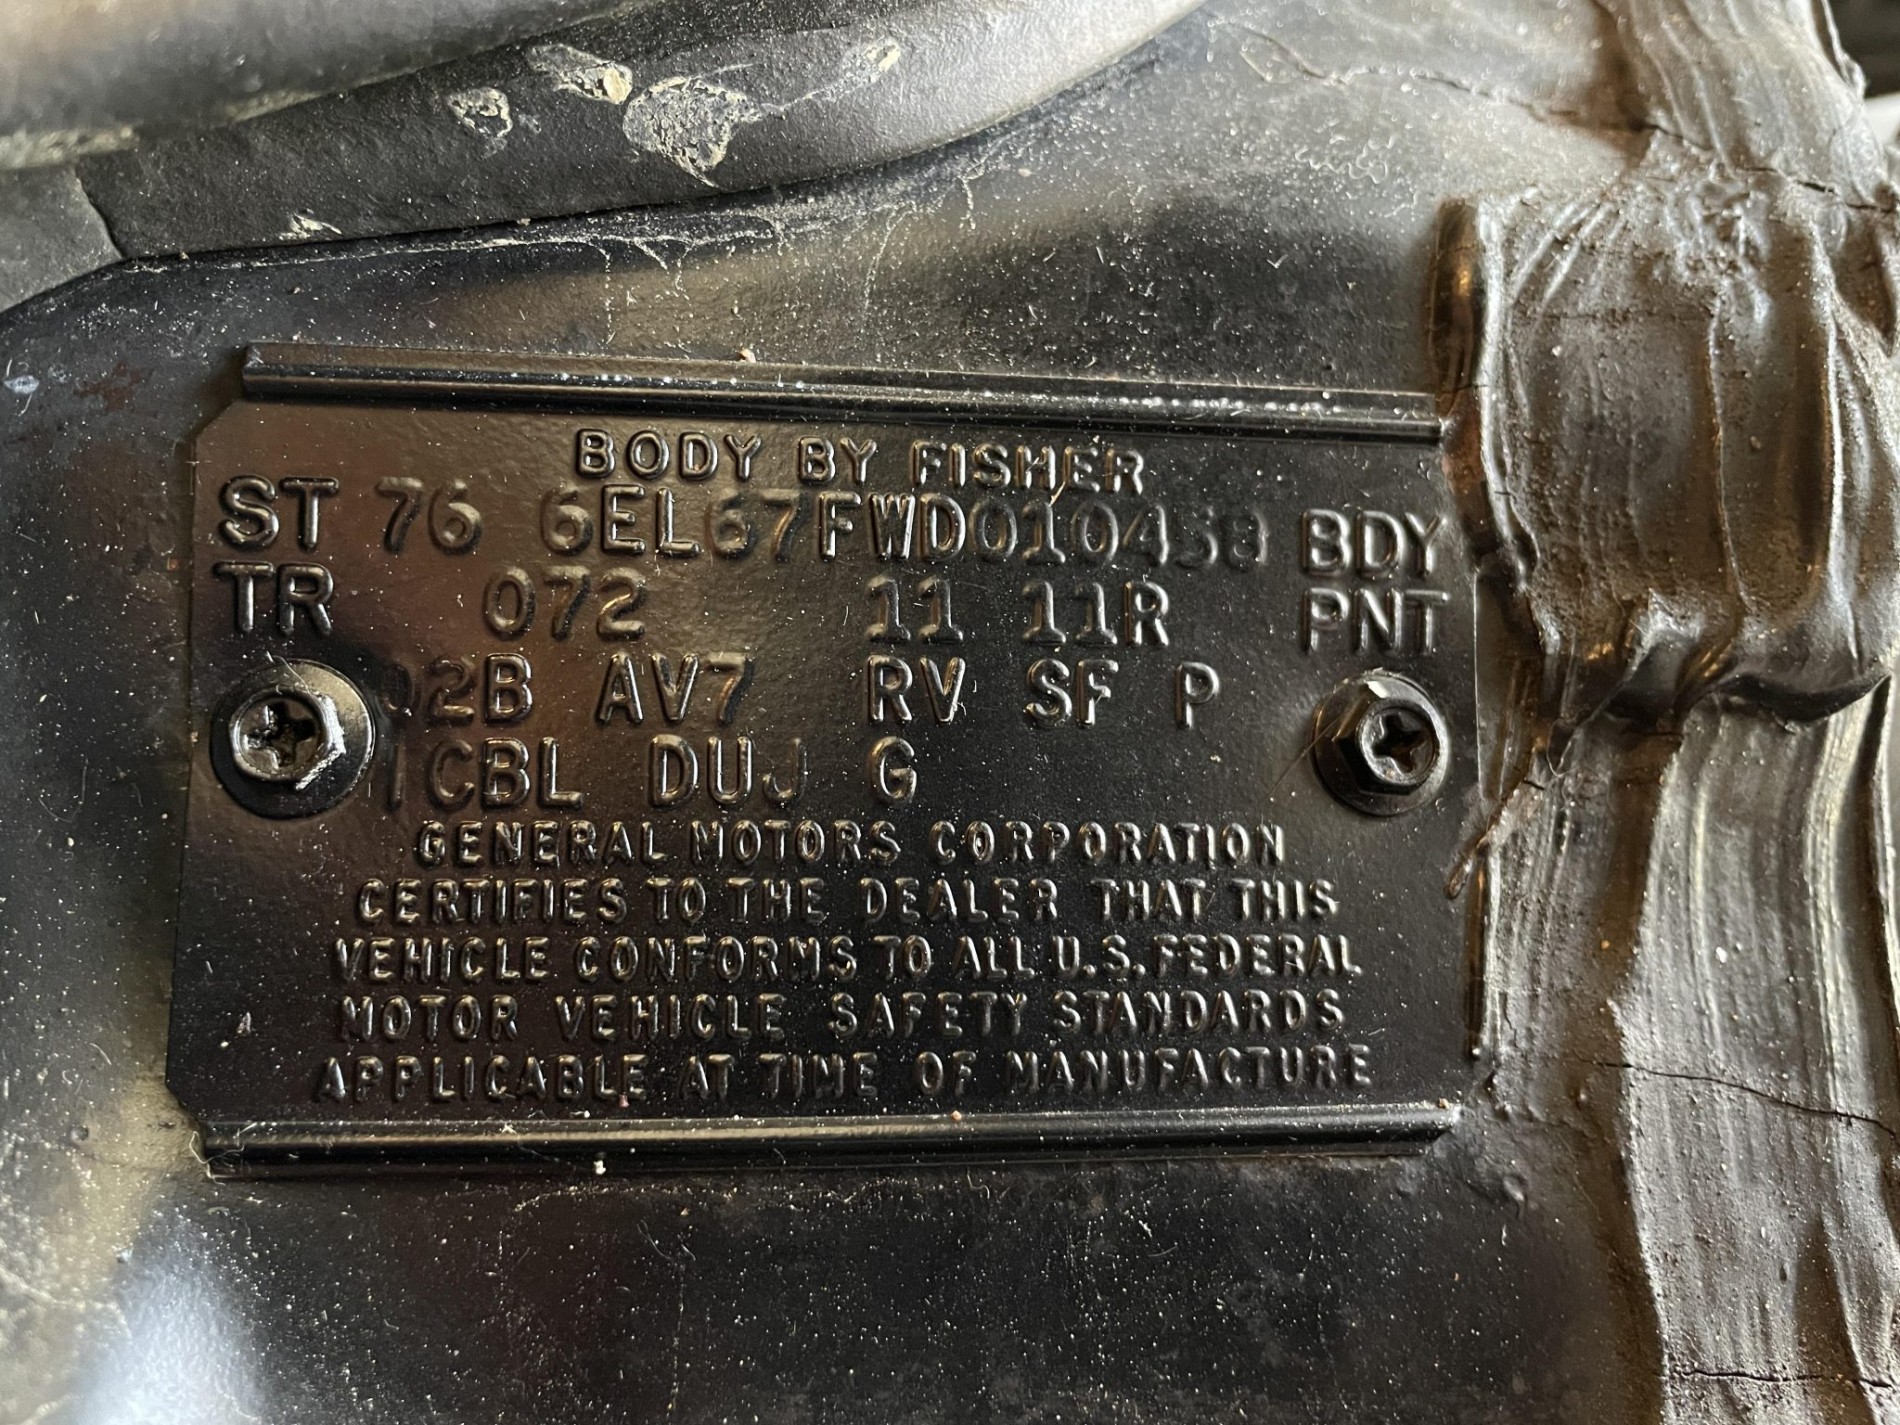 BODY BY FISHER
ST 76 6EL67FWD010458 BDY
TR 072 11 11R PNT
02B AV7 RV SF P
CBL DUJ G
GENERAL MOTORS CORPORATION
CERTIFIES TO THE DEALER THAT THIS
VEHICLE CONFORMS TO ALL U.S. FEDERAL
MOTOR VEHICLE SAFETY STANDARDS
APPLICABLE AT TIME OF MANUFACTURE